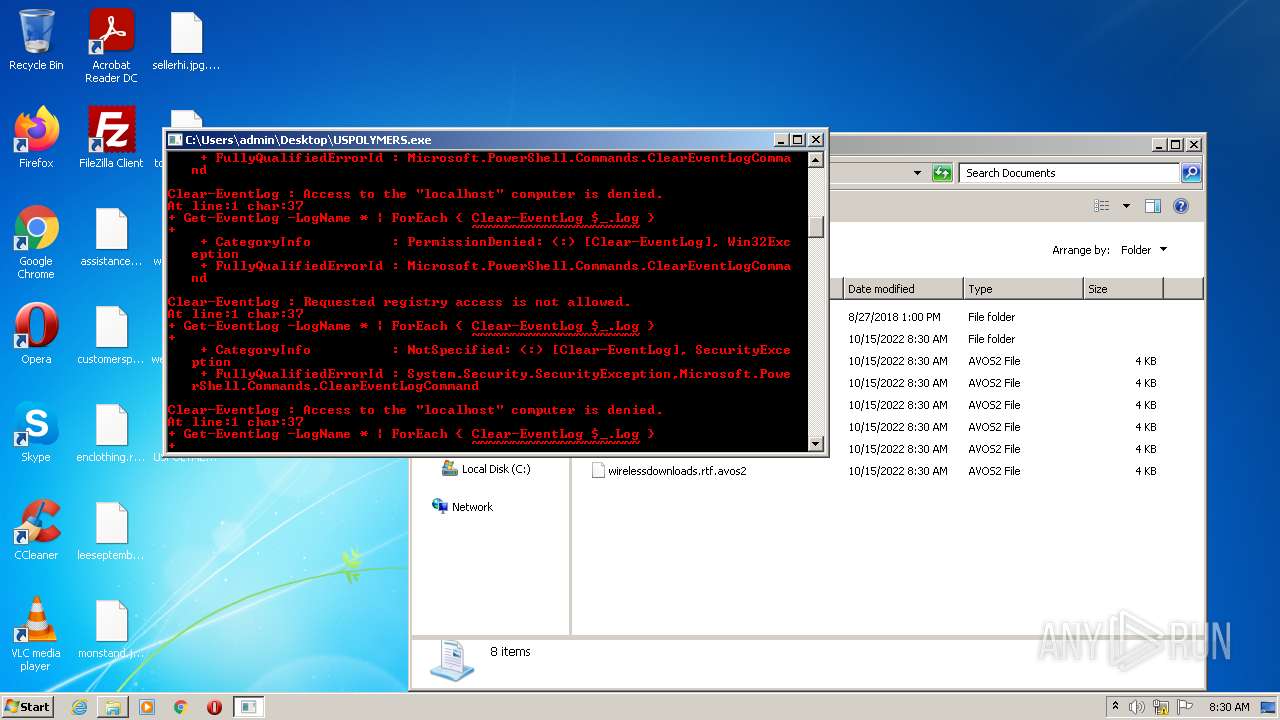 Recycle Bin
Acrobat
Reader DC
sellerhi.jpg....
Firefox
FileZilla Client
Google
Chrome
assistance...
Opera
customersp...
Skype
enclothing.r...
CCleaner
leeseptemb...
VLC media
player
monstand.j...
C:\Users\admin\Desktop\USPOLYMERS.exe
+ FullyQualifiedErrorId : Microsoft.PowerShell.Commands.ClearEventLogComma
nd
Clear-EventLog : Access to the "localhost" computer is denied.
At line:1 char:37
+ Get-EventLog -LogName * | ForEach { Clear-EventLog $_.Log }
+
+ CategoryInfo          : PermissionDenied: (:) [Clear-EventLog], Win32Exc
eption
+ FullyQualifiedErrorId : Microsoft.PowerShell.Commands.ClearEventLogComma
nd
Clear-EventLog : Requested registry access is not allowed.
At line:1 char:37
+ Get-EventLog -LogName * | ForEach { Clear-EventLog $_.Log }
+
+ CategoryInfo          : NotSpecified: (:) [Clear-EventLog], SecurityExce
ption
+ FullyQualifiedErrorId : System.Security.SecurityException,Microsoft.Powe
rShell.Commands.ClearEventLogCommand
Clear-EventLog : Access to the "localhost" computer is denied.
At line:1 char:37
+ Get-EventLog -LogName * | ForEach { Clear-EventLog $_.Log }
+
Search Documents
Arrange by: Folder
Date modified Type Size
8/27/2018 1:00 PM File folder
10/15/2022 8:30 AM File folder
10/15/2022 8:30 AM AVOS2 File 4 KB
10/15/2022 8:30 AM AVOS2 File 4 KB
10/15/2022 8:30 AM AVOS2 File 4 KB
10/15/2022 8:30 AM AVOS2 File 4 KB
10/15/2022 8:30 AM AVOS2 File 4 KB
Local Disk (C:)
wirelessdownloads.rtf.avos2 10/15/2022 8:30 AM AVOS2 File 4 KB
Network
8 items
ANY RUN
Start
8:30 AM